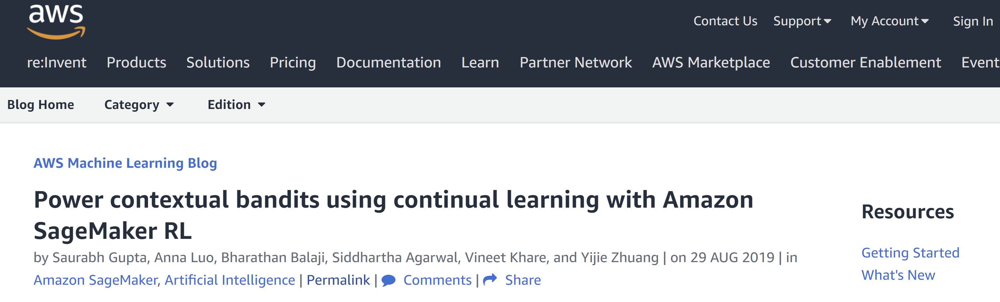 aws
Contact Us Support My Account Sign In
re:Invent Products Solutions Pricing Documentation Learn Partner Network AWS Marketplace Customer Enablement Event
Blog Home Category Edition
AWS Machine Learning Blog
Power contextual bandits using continual learning with Amazon
SageMaker RL
by Saurabh Gupta, Anna Luo, Bharathan Balaji, Siddhartha Agarwal, Vineet Khare, and Yijie Zhuang | on 29 AUG 2019 | in
Amazon SageMaker, Artificial Intelligence | Permalink | Comments | Share
Resources
Getting Started
What's New